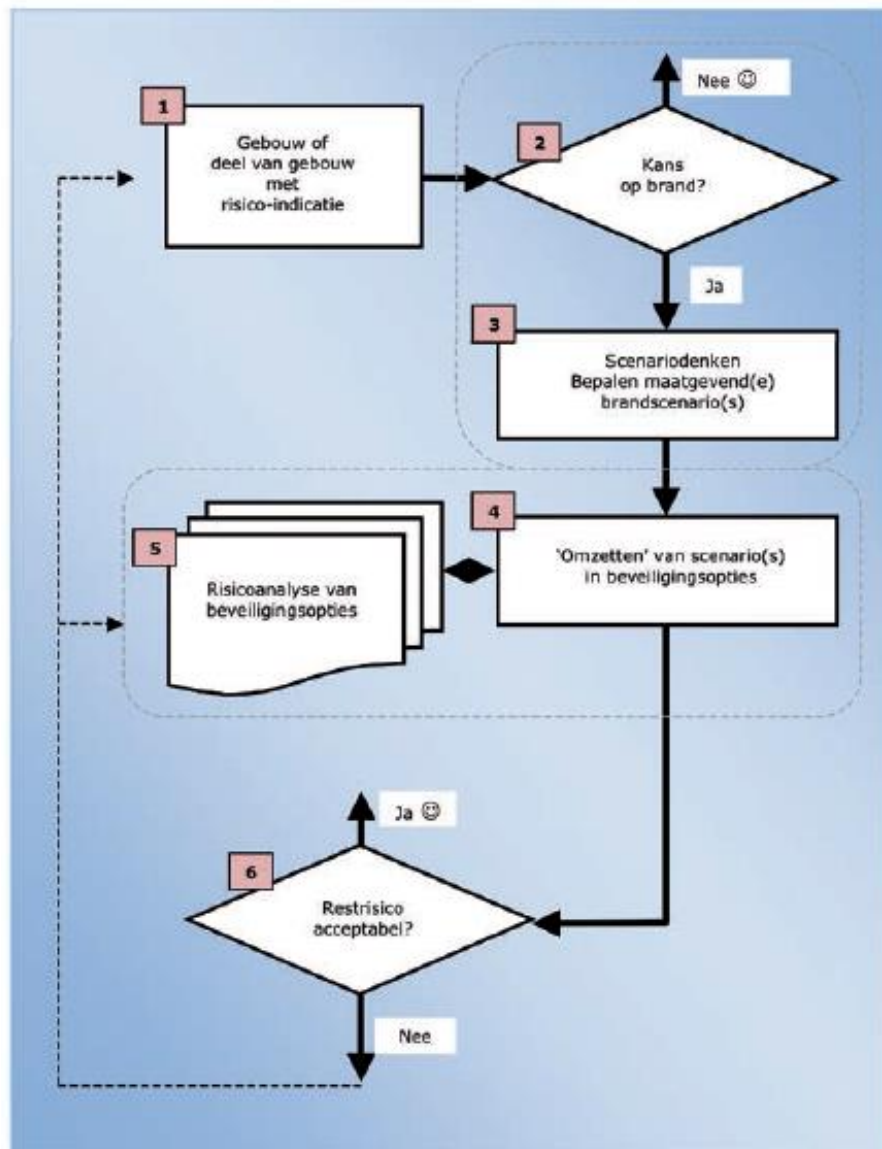 1
Gebouw of
deel van gebouw
met
risico-indicatie
Nee ☺
2
Kans
op brand?
Ja
3
Scenariodenken
Bepalen maatgevend(e)
brandscenario(s)
4
'Omzetten' van scenario(s)
in beveiligingsopties
5
Risicoanalyse van
beveiligingsopties
Ja ☺
6
Restrisico
acceptabel?
Nee